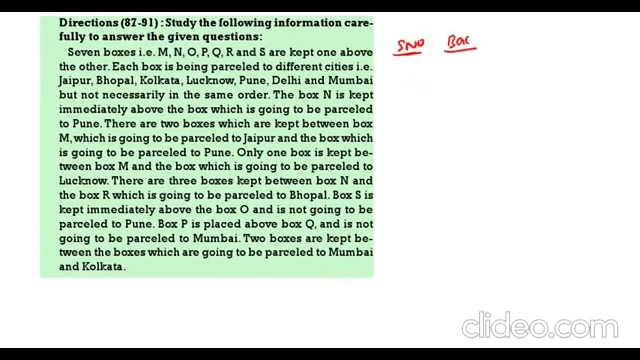 Directions (87-91) : Study the following information care-
fully to answer the given questions:
Seven boxes i.e. M, N, O, P, Q, R and S are kept one above
the other. Each box is being parceled to different cities i.e.
Jaipur, Bhopal, Kolkata, Lucknow, Pune, Delhi and Mumbai
but not necessarily in the same order. The box N is kept
immediately above the box which is going to be parceled
to Pune. There are two boxes which are kept between box
M, which is going to be parceled to Jaipur and the box which
is going to be parceled to Pune. Only one box is kept be-
tween box M and the box which is going to be parceled to
Lucknow. There are three boxes kept between box N and
the box R which is going to be parceled to Bhopal. Box S is
kept immediately above the box O and is not going to be
parceled to Pune. Box P is placed above box Q, and is not
going to be parceled to Mumbai. Two boxes are kept be-
tween the boxes which are going to be parceled to Mumbai
and Kolkata.
SNO BOX
clideo.com